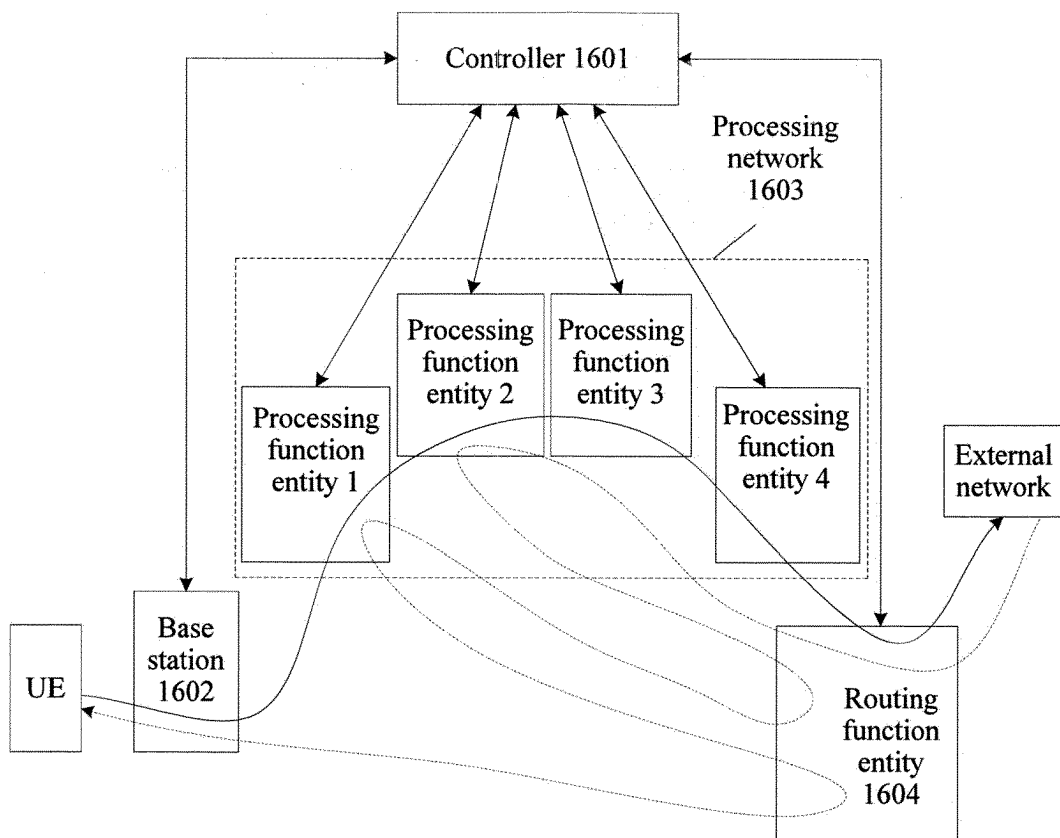 Controller 1601
Processing
network
1603
Processing
function
entity 1
Processing
function
entity 2
Processing
function
entity 3
Processing
function
entity 4
External
network
UE
Base
station
1602
Routing
function
entity
1604